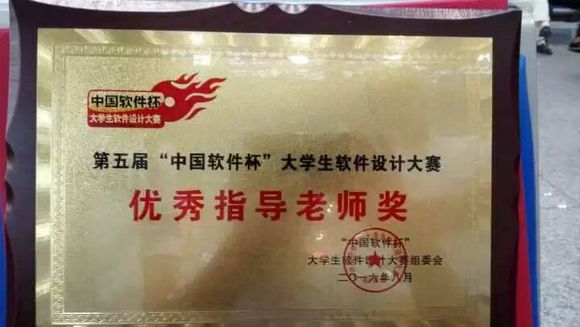 中国软件杯
大学生软件设计大赛
第五届“中国软件杯”大学生软件设计大赛
优秀指导老师奖
“中国软件杯”
大学生软件设计大赛组委会
二〇一六年八月